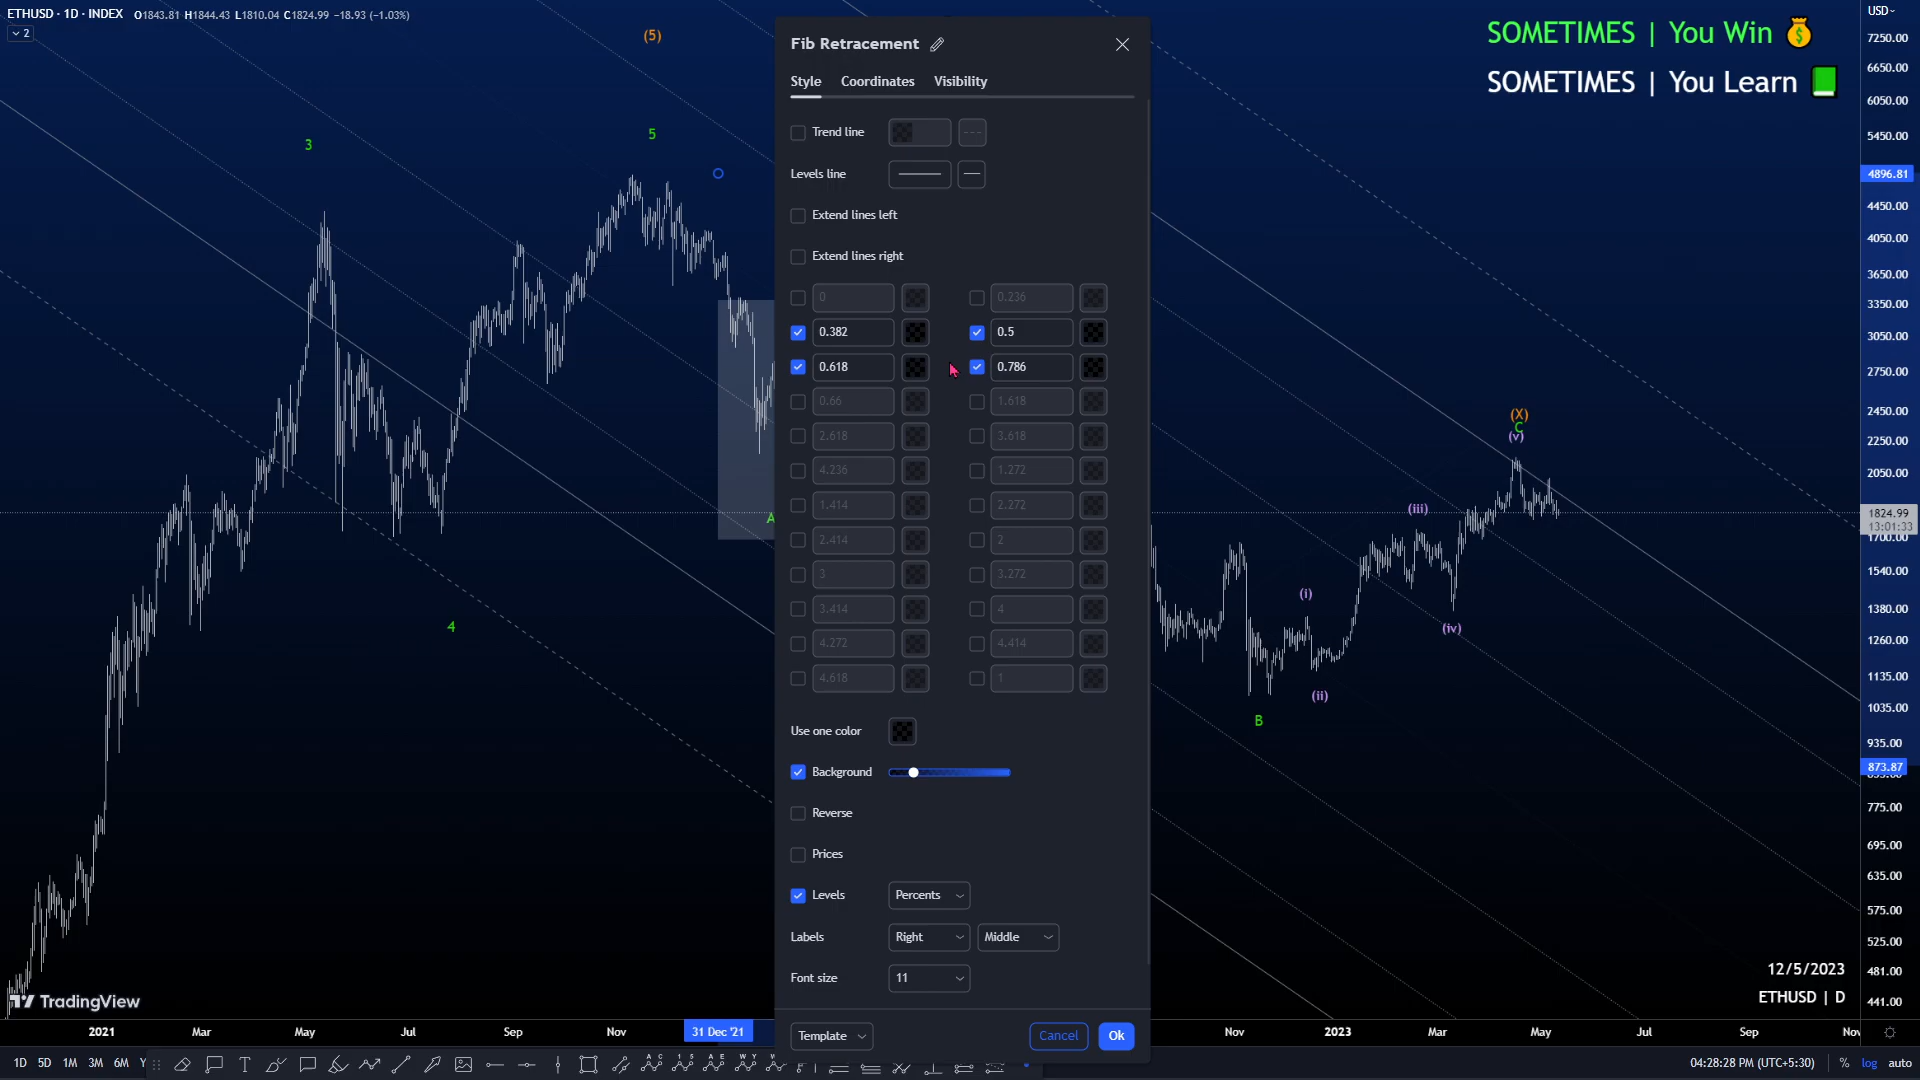 ETHUSD · 1D · INDEX O1843.81 H1844.43 L1810.04 C1824.99 −18.93 (−1.03%)
2
SOMETIMES | You Win
SOMETIMES | You Learn
(5)
3
5
4
A
B
(i)
(ii)
(iii)
(iv)
(X)
C
(v)
Fib Retracement
Style Coordinates Visibility
Trend line
Levels line
Extend lines left
Extend lines right
0 0.236
0.382 0.5
0.618 0.786
0.66 1.618
2.618 3.618
4.236 1.272
1.414 2.272
2.414 2
3 3.272
3.414 4
4.272 4.414
4.618 1
Use one color
Background
Reverse
Prices
Levels Percents
Labels Right Middle
Font size 11
Template Cancel Ok
USD
7250.00
6650.00
6050.00
5450.00
4896.81
4450.00
4050.00
3650.00
3350.00
3050.00
2750.00
2450.00
2250.00
2050.00
1824.99
13:01:33
1700.00
1540.00
1380.00
1260.00
1135.00
1035.00
935.00
873.87
775.00
695.00
635.00
575.00
525.00
481.00
441.00
12/5/2023
ETHUSD | D
TradingView
2021 Mar May Jul Sep Nov 31 Dec '21 Nov 2023 Mar May Jul Sep Nov
1D 5D 1M 3M 6M Y
04:28:28 PM (UTC+5:30) % log auto